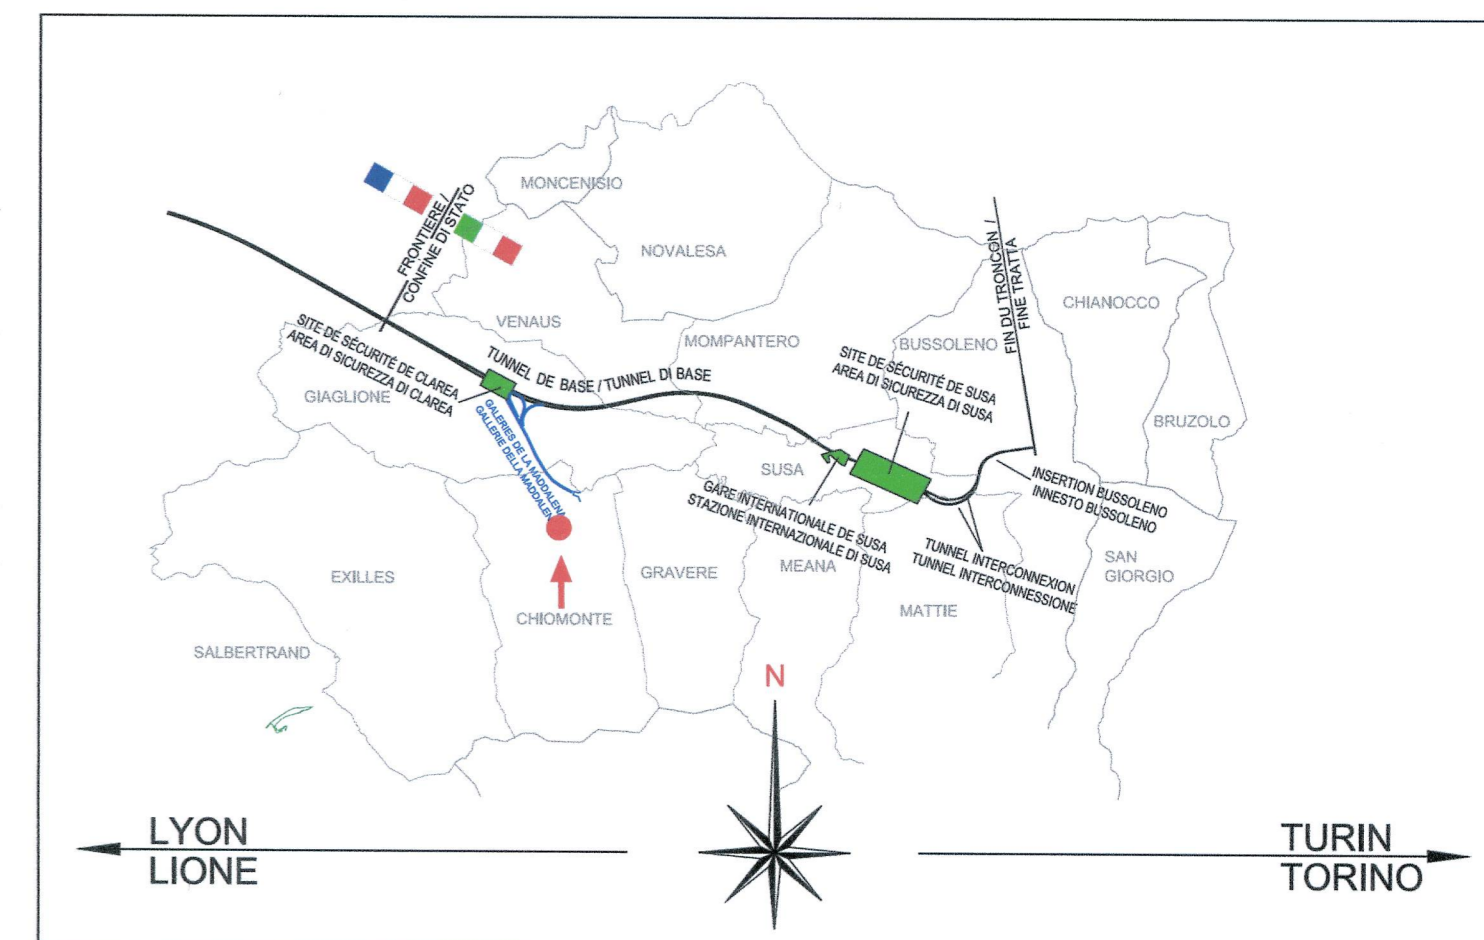 MONCENISIO
FRONTIERE /
CONFINE DI STATO
NOVALESA
FIN DU TRONCON /
FINE TRATTA
CHIANOCCO
VENAUS
MOMPANTERO
BUSSOLENO
SITE DE SÉCURITÉ DE CLAREA
AREA DI SICUREZZA DI CLAREA
TUNNEL DE BASE/TUNNEL DI BASE
SITE DE SÉCURITÉ DE SUSA
AREA DI SICUREZZA DI SUSA
GIAGLIONE
BRUZOLO
GALERIES DE LA MADDALENA
GALLERIE DELLA MADDALEN
SUSA
GARE INTERNATIONALE DE SUSA
STAZIONE INTERNAZIONALE DI SUSA
INSERTION BUSSOLENO
INNESTO BUSSOLENO
TUNNEL INTERCONNEXION
TUNNEL INTERCONNESSIONE
EXILLES
GRAVERE
MEANA
SAN
GIORGIO
CHIOMONTE
MATTIE
SALBERTRAND
N
LYON
LIONE
TURIN
TORINO